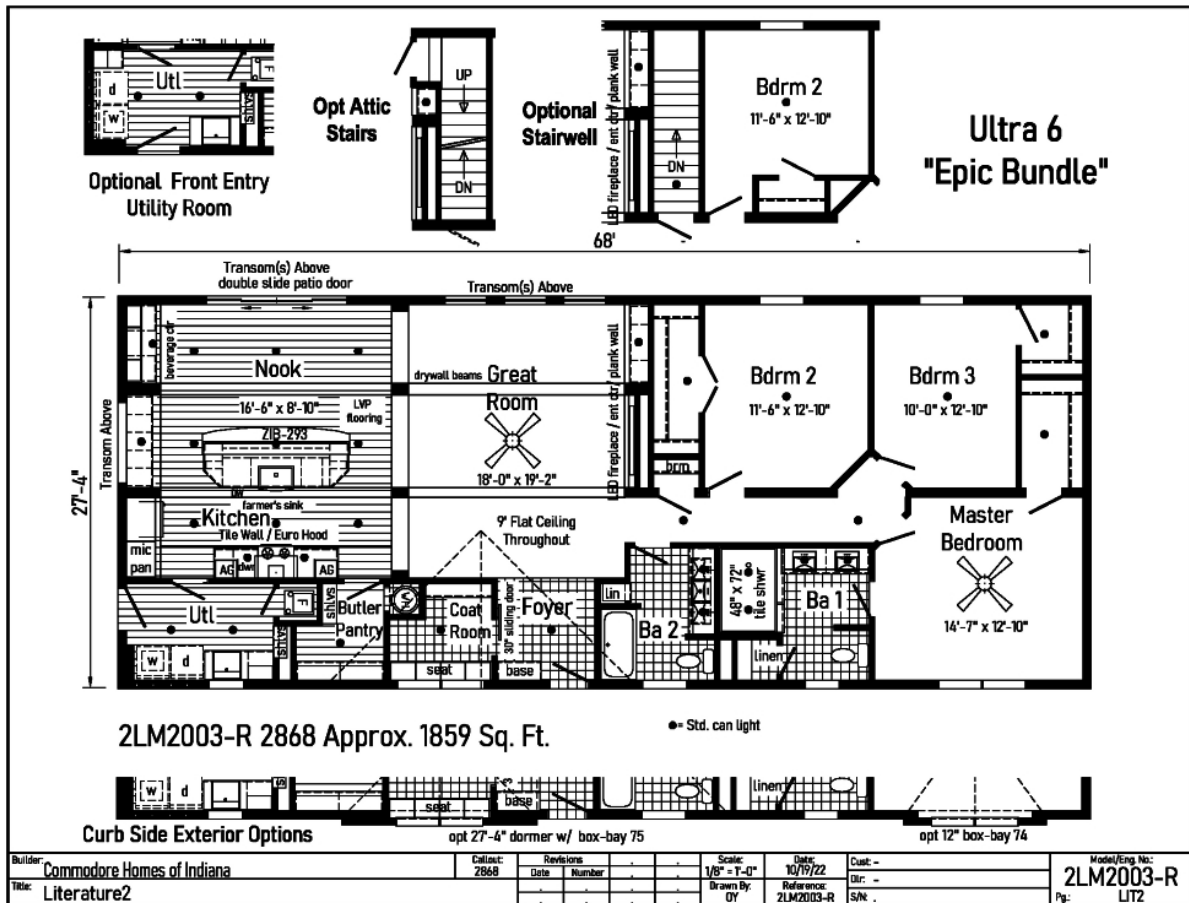 Utl
d
w
SHLVS
F
Optional Front Entry
Utility Room
Opt Attic
Stairs
UP
DN
Optional
Stairwell
LED fireplace / ent ctr / plank wall
DN
Bdrm 2
11'-6" x 12'-10"
Ultra 6
"Epic Bundle"
68'
Transom(s) Above
double slide patio door
Transom(s) Above
27'-4"
Transom Above
beverage ctr
Nook
16'-6" x 8'-10"
LVP
flooring
ZIB-293
dw
farmer's sink
Kitchen
Tile Wall / Euro Hood
mic
pan
AG
dwr
AG
drywall beams
Great
Room
18'-0" x 19'-2"
LED fireplace / ent ctr / plank wall
9' Flat Ceiling
Throughout
brm
Bdrm 2
11'-6" x 12'-10"
Bdrm 3
10'-0" x 12'-10"
Master
Bedroom
14'-7" x 12'-10"
Utl
F
w
d
SHLVS
SHLVS
Butler
Pantry
WH
Coat
Room
seat
30" sliding door
Foyer
base
lin
Ba 2
48" x 72"
tile shwr
Ba 1
linen
2LM2003-R 2868 Approx. 1859 Sq. Ft.
●= Std. can light
w
d
seat
base
linen
Curb Side Exterior Options
opt 27'-4" dormer w/ box-bay 75
opt 12" box-bay 74
Builder: Commodore Homes of Indiana
Title: Literature2
Callout:
2868
Revisions
Date Number
Scale:
1/8" = 1'-0"
Drawn By:
OY
Date:
10/19/22
Reference:
2LM2003-R
Cust: -
Dlr: -
S/N: .
Model/Eng. No.:
2LM2003-R
Pg.: LIT2